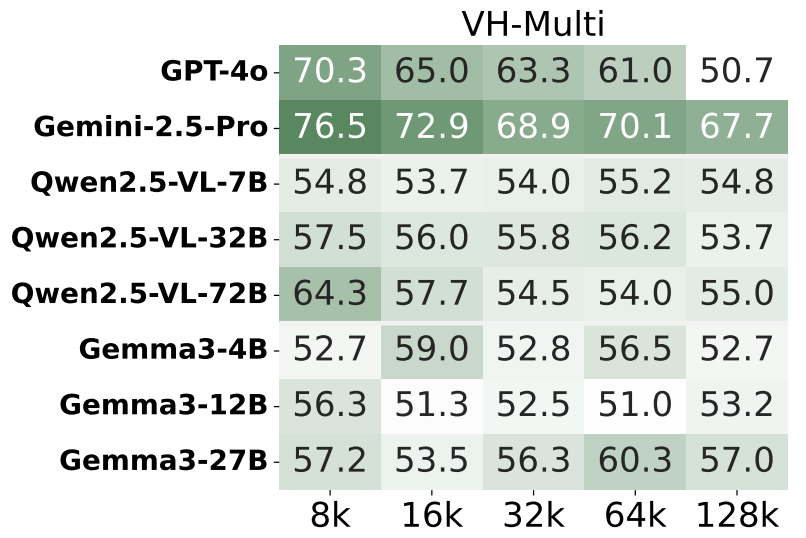 VH-Multi
GPT-4o 70.3 65.0 63.3 61.0 50.7
Gemini-2.5-Pro 76.5 72.9 68.9 70.1 67.7
Qwen2.5-VL-7B 54.8 53.7 54.0 55.2 54.8
Qwen2.5-VL-32B 57.5 56.0 55.8 56.2 53.7
Qwen2.5-VL-72B 64.3 57.7 54.5 54.0 55.0
Gemma3-4B 52.7 59.0 52.8 56.5 52.7
Gemma3-12B 56.3 51.3 52.5 51.0 53.2
Gemma3-27B 57.2 53.5 56.3 60.3 57.0
8k 16k 32k 64k 128k